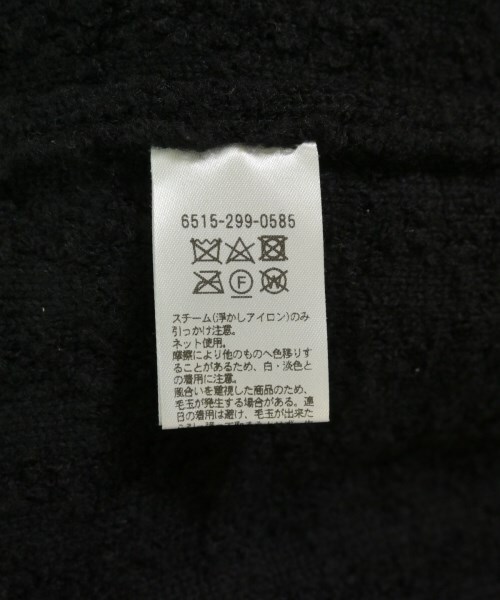 6515-299-0585
F W
スチーム(浮かしアイロン)のみ
引っかけ注意。
ネット使用。
摩擦により他のものへ色移りす
ることがあるため、白・淡色と
の着用に注意。
風合いを重視した商品のため、
毛玉が発生する場合がある。連
日の着用は避け、毛玉が出来た